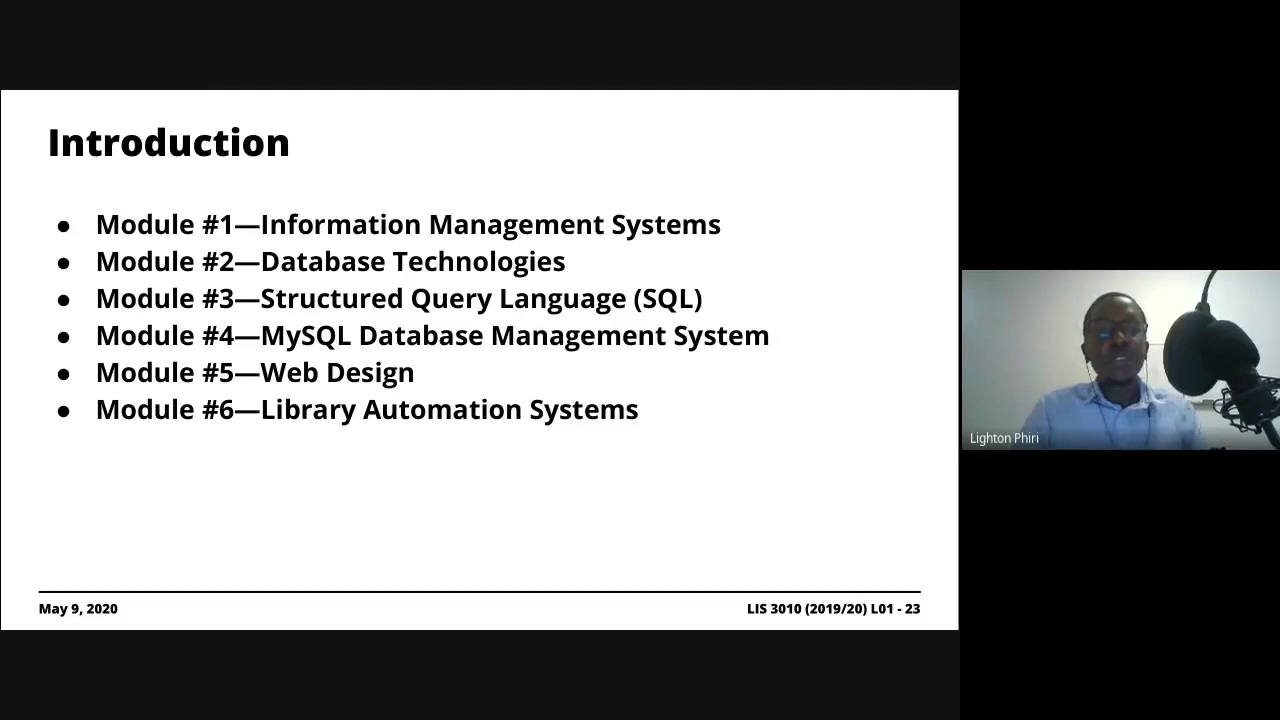 Introduction
● Module #1—Information Management Systems
● Module #2—Database Technologies
● Module #3—Structured Query Language (SQL)
● Module #4—MySQL Database Management System
● Module #5—Web Design
● Module #6—Library Automation Systems
May 9, 2020
LIS 3010 (2019/20) L01 - 23
Lighton Phiri